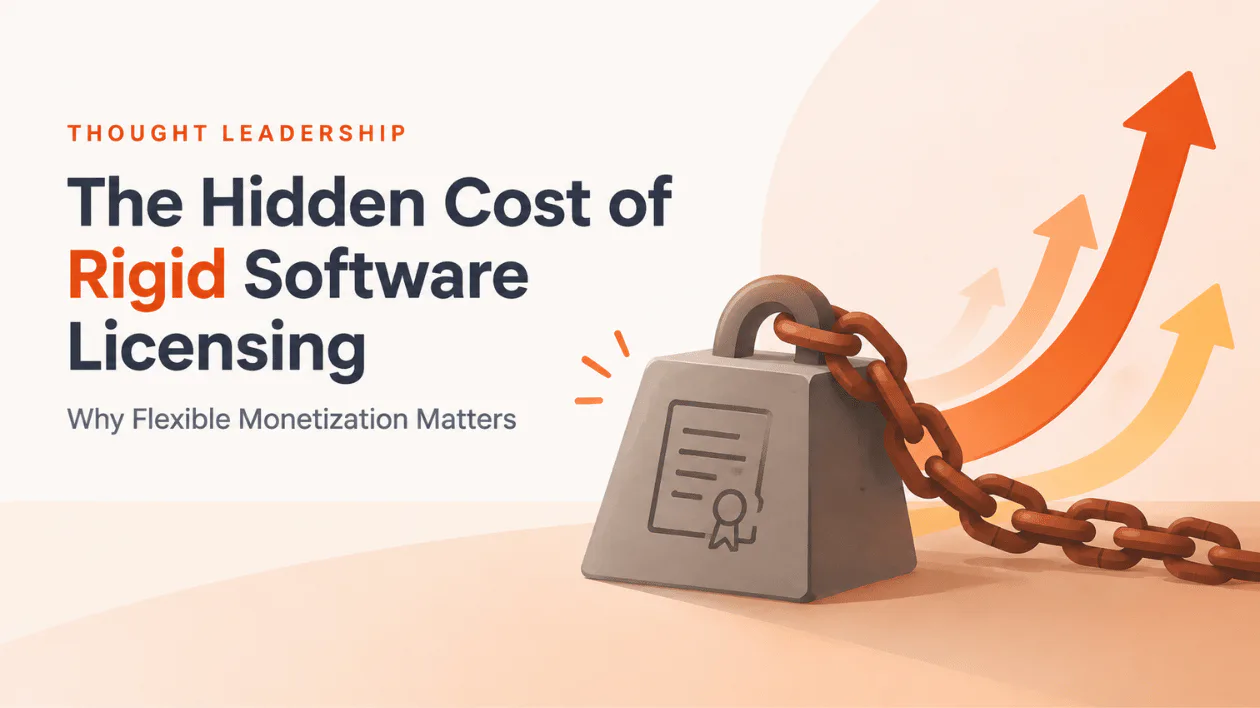 THOUGHT LEADERSHIP
The Hidden Cost of
Rigid Software
Licensing
Why Flexible Monetization Matters